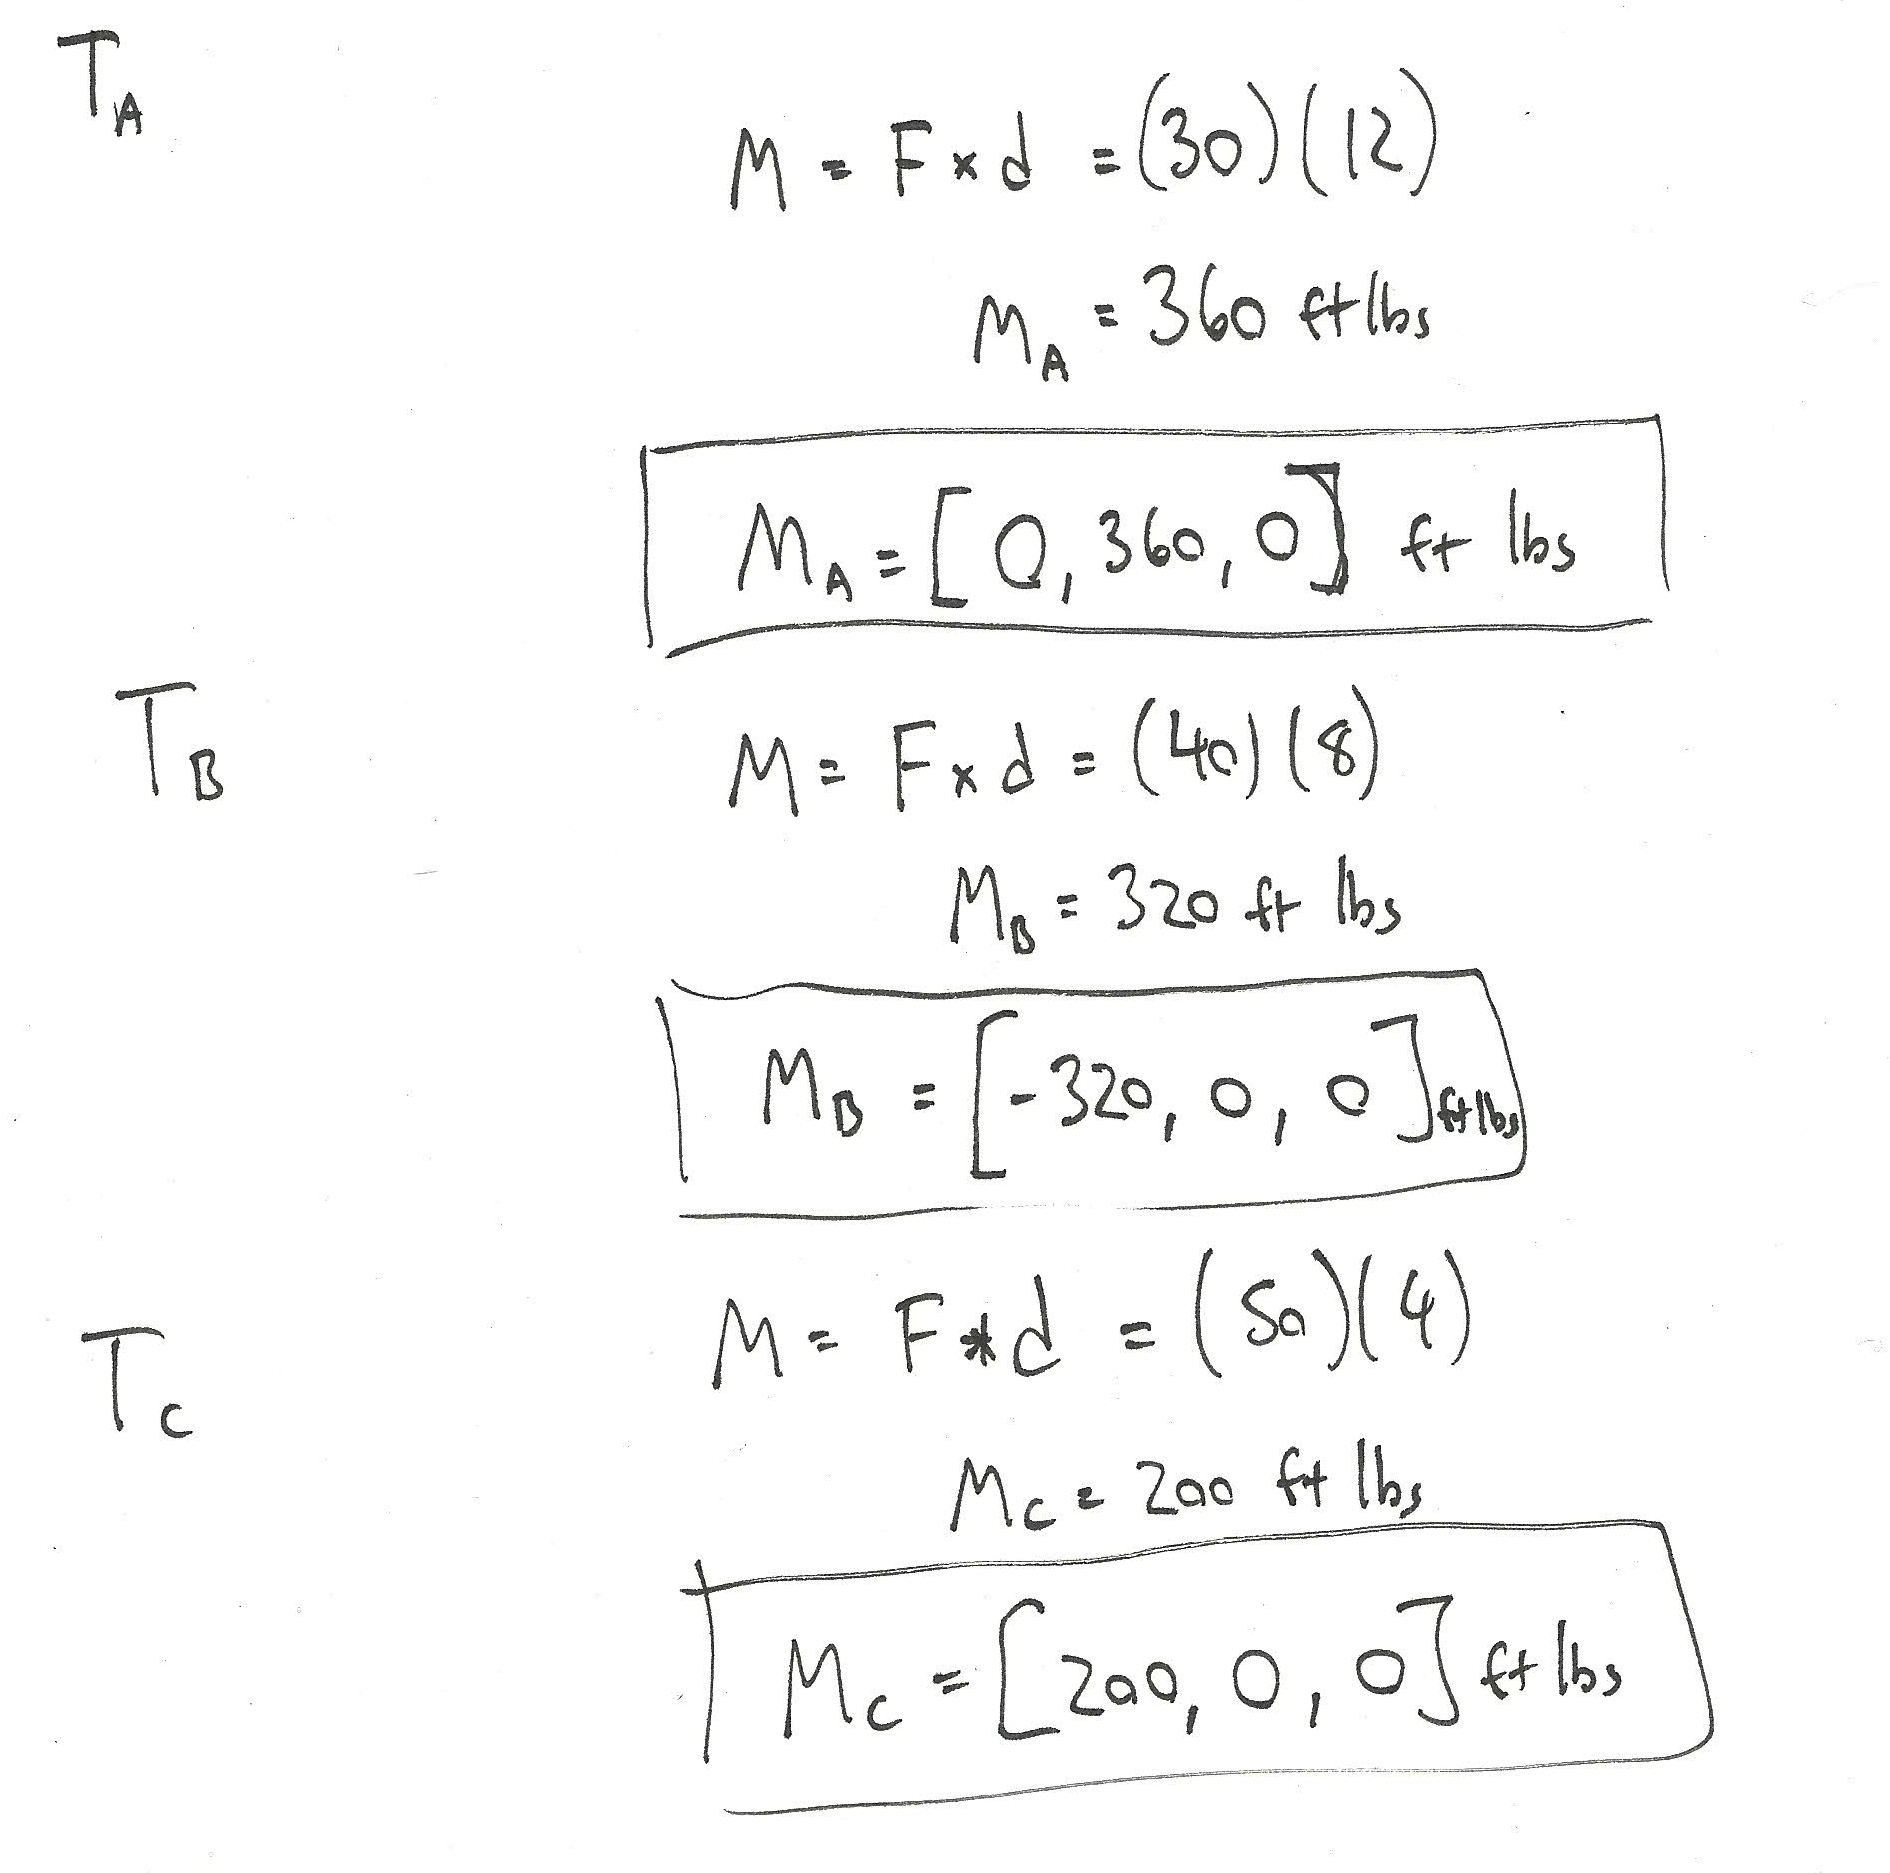 T_A
M = F × d = (30)(12)
M_A = 360 ft lbs
M_A = [0, 360, 0] ft lbs
T_B
M = F × d = (40)(8)
M_B = 320 ft lbs
M_B = [-320, 0, 0] ft lbs
T_C
M = F * d = (50)(4)
M_C = 200 ft lbs
M_C = [200, 0, 0] ft lbs